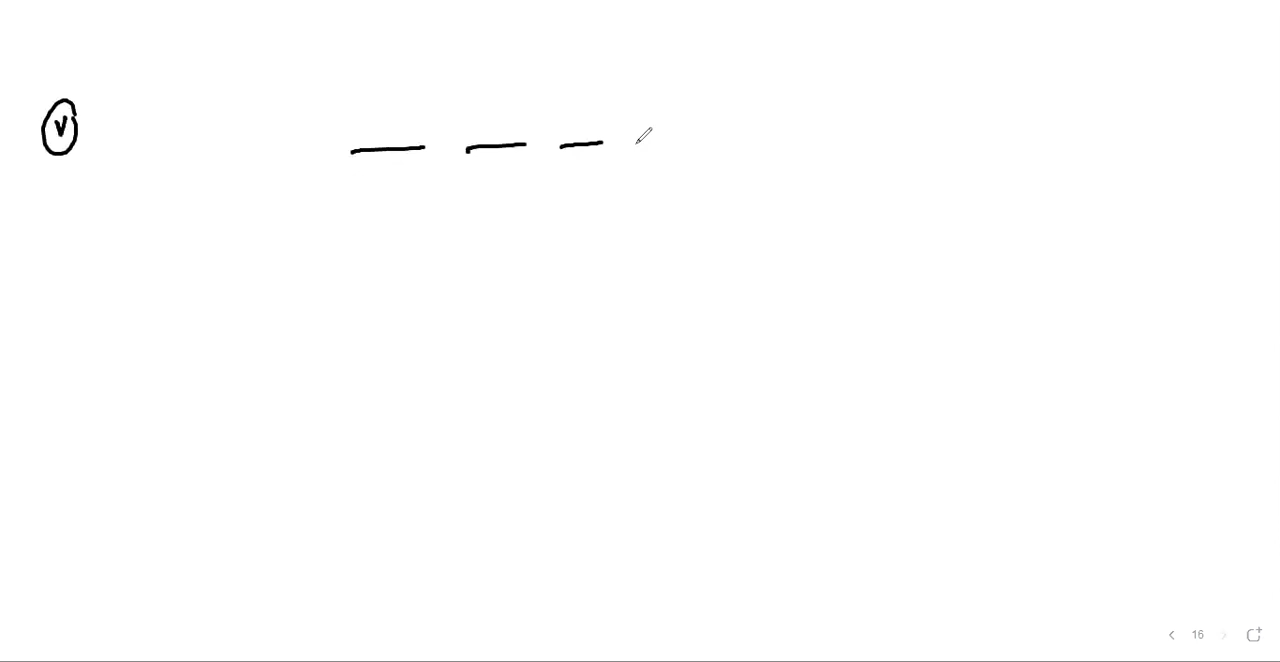 V
— — —
16